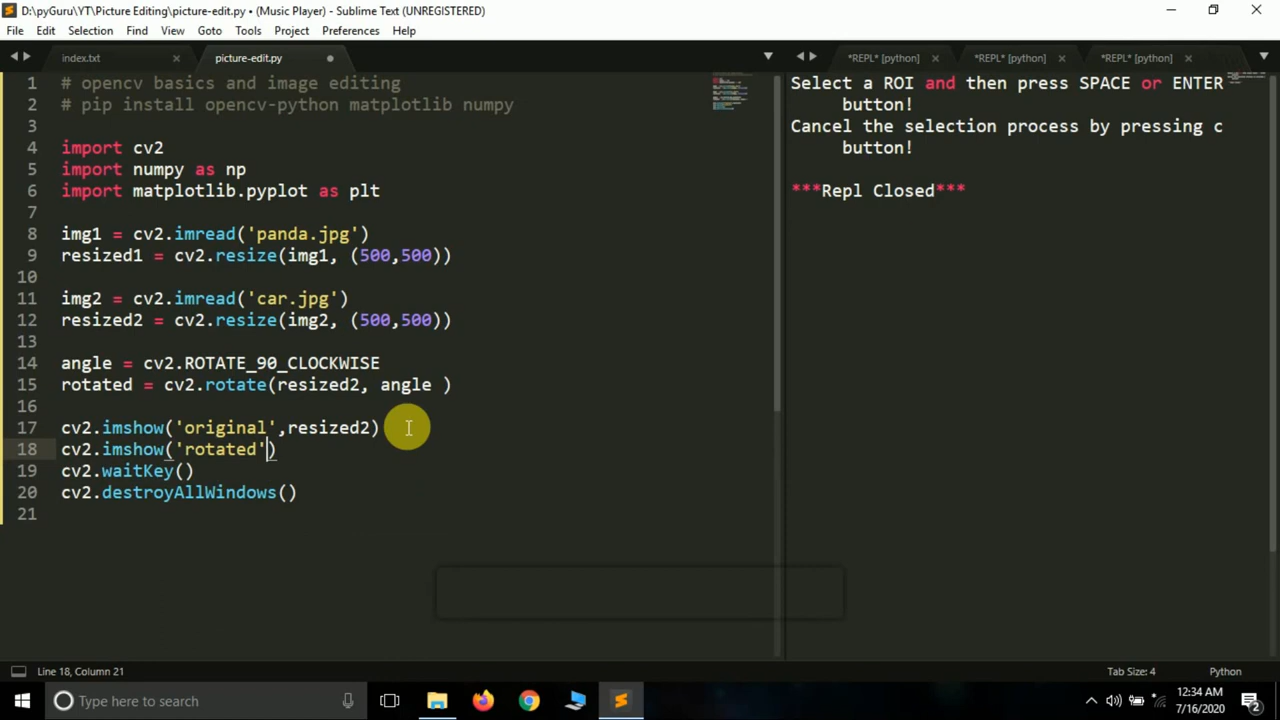 D:\pyGuru\YT\Picture Editing\picture-edit.py • (Music Player) - Sublime Text (UNREGISTERED)
File Edit Selection Find View Goto Tools Project Preferences Help
index.txt picture-edit.py *REPL* [python] *REPL* [python] *REPL* [python]
1 # opencv basics and image editing
2 # pip install opencv-python matplotlib numpy
3
4 import cv2
5 import numpy as np
6 import matplotlib.pyplot as plt
7
8 img1 = cv2.imread('panda.jpg')
9 resized1 = cv2.resize(img1, (500,500))
10
11 img2 = cv2.imread('car.jpg')
12 resized2 = cv2.resize(img2, (500,500))
13
14 angle = cv2.ROTATE_90_CLOCKWISE
15 rotated = cv2.rotate(resized2, angle )
16
17 cv2.imshow('original',resized2)
18 cv2.imshow('rotated')
19 cv2.waitKey()
20 cv2.destroyAllWindows()
21
Select a ROI and then press SPACE or ENTER
button!
Cancel the selection process by pressing c
button!
***Repl Closed***
Line 18, Column 21 Tab Size: 4 Python
Type here to search
12:34 AM
7/16/2020
2